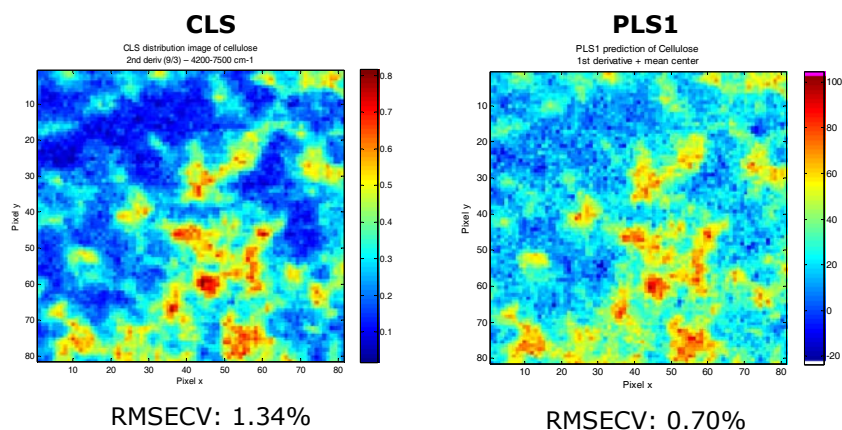 CLS
CLS distribution image of cellulose
2nd deriv (9/3) – 4200-7500 cm-1
Pixel y
10
20
30
40
50
60
70
80
10 20 30 40 50 60 70 80
Pixel x
0.8
0.7
0.6
0.5
0.4
0.3
0.2
0.1
RMSECV: 1.34%
PLS1
PLS1 prediction of Cellulose
1st derivative + mean center
Pixel y
10
20
30
40
50
60
70
80
10 20 30 40 50 60 70 80
Pixel x
100
80
60
40
20
0
-20
RMSECV: 0.70%